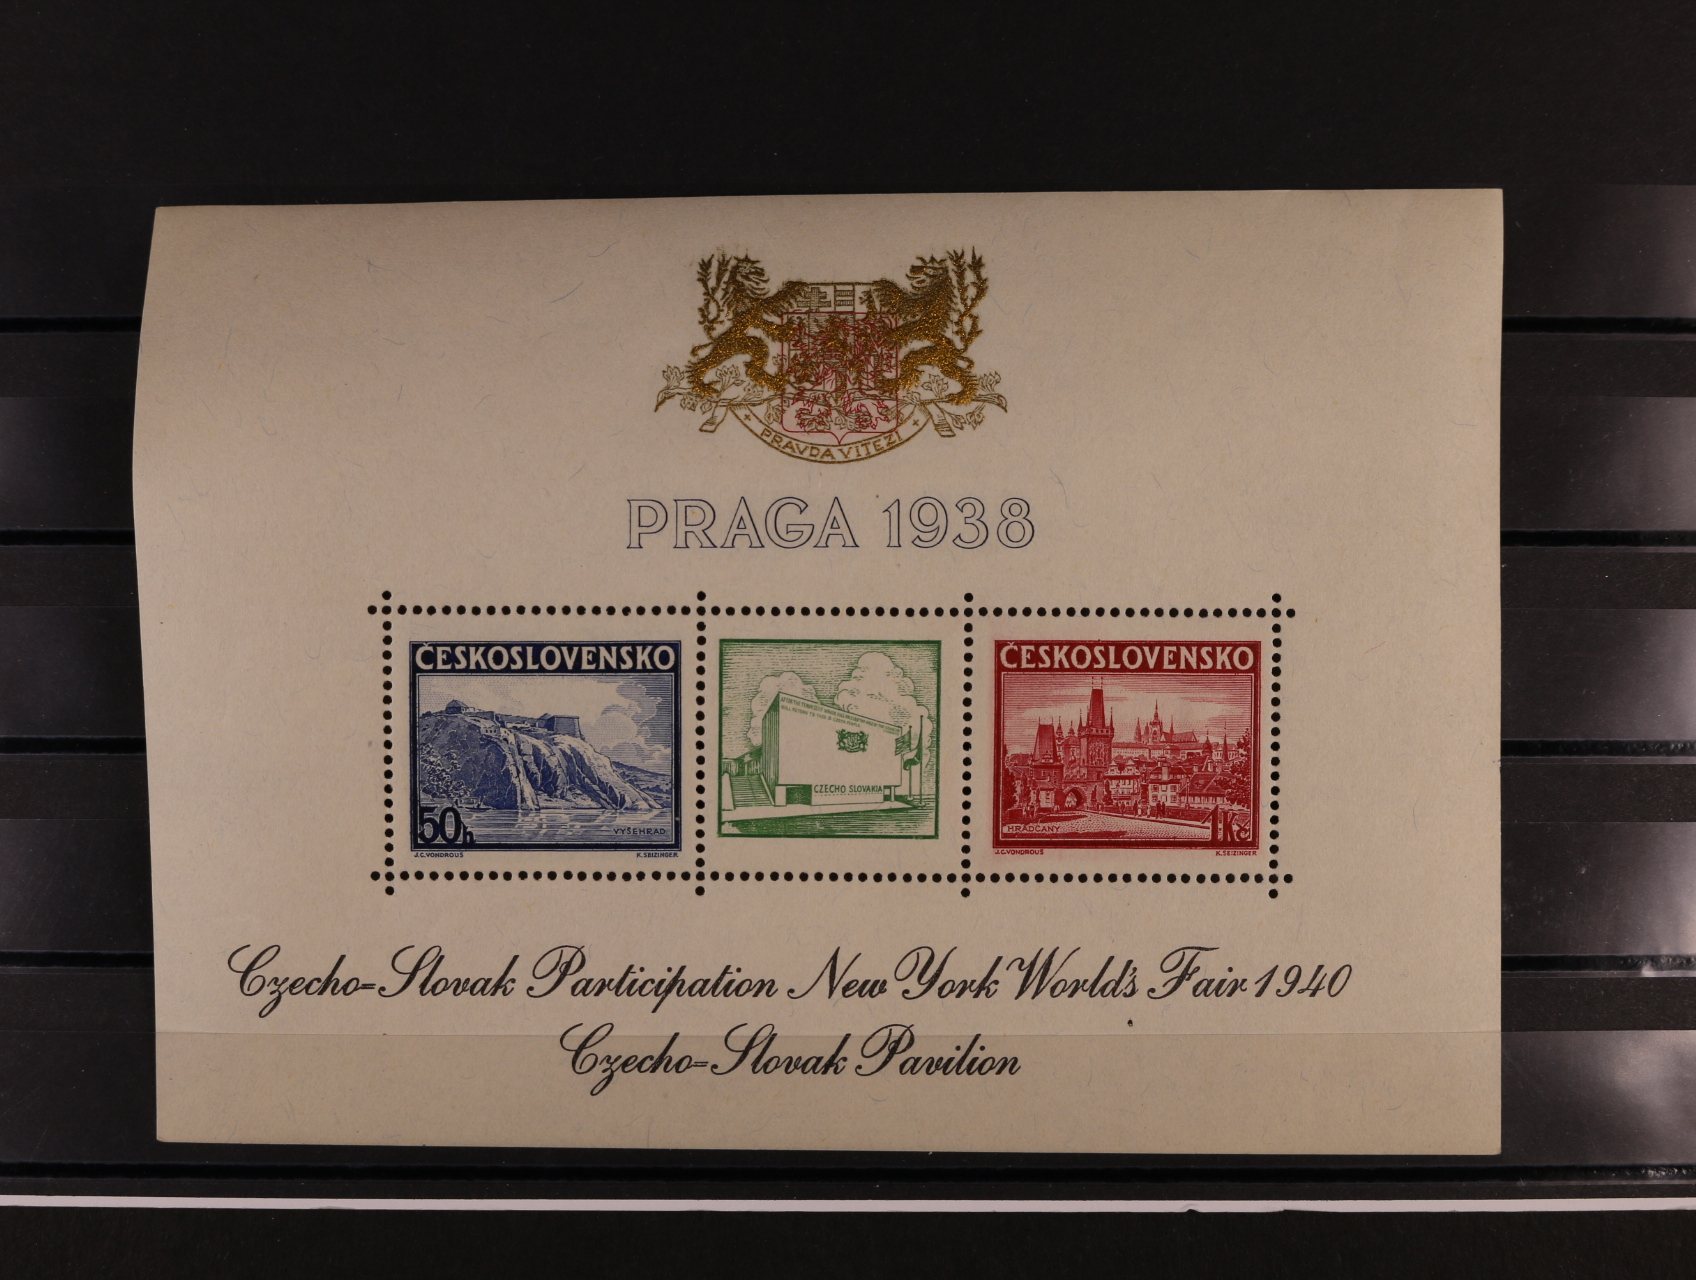 PRAVDA VÍTĚZÍ
PRAGA 1938
ČESKOSLOVENSKO
50h
VYŠEHRAD
J.C.VONDROUŠ
K.SEIZINGER
CZECHO SLOVAKIA
ČESKOSLOVENSKO
HRADČANY
1Kč
J.C.VONDROUŠ
K.SEIZINGER
Czecho=Slovak Participation New York World's Fair 1940
Czecho=Slovak Pavilion